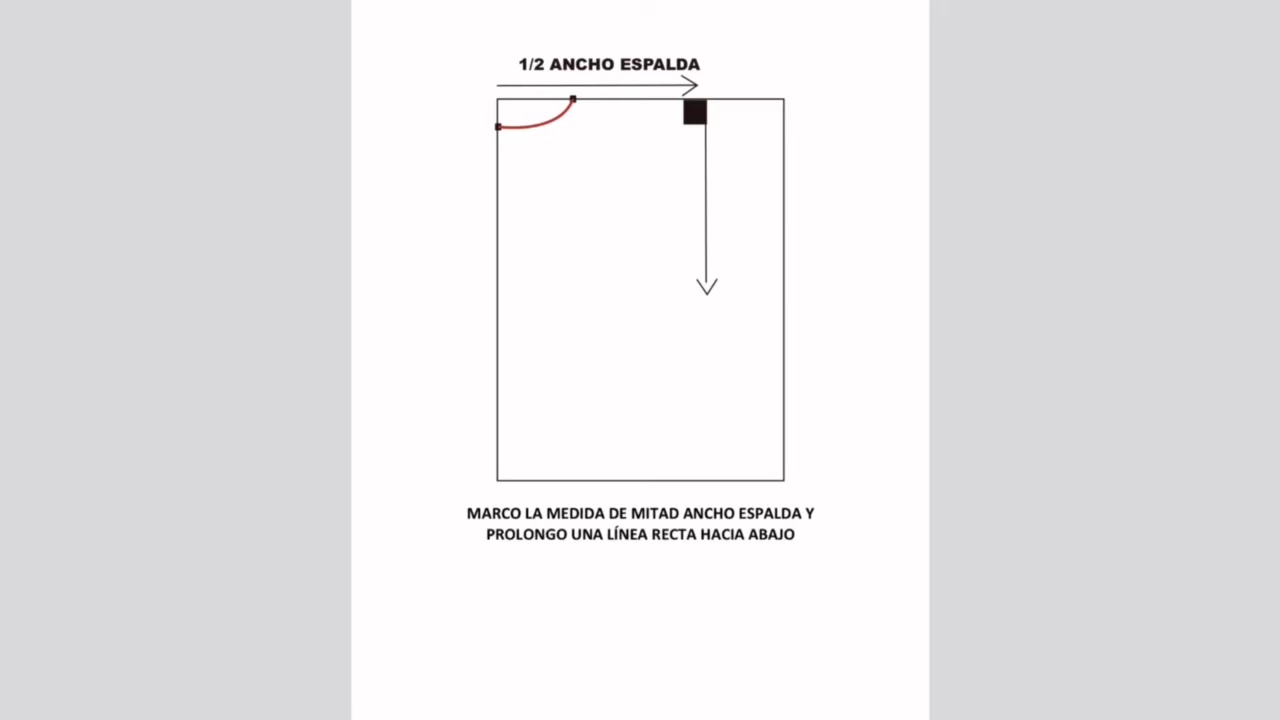 1/2 ANCHO ESPALDA
MARCO LA MEDIDA DE MITAD ANCHO ESPALDA Y
PROLONGO UNA LÍNEA RECTA HACIA ABAJO